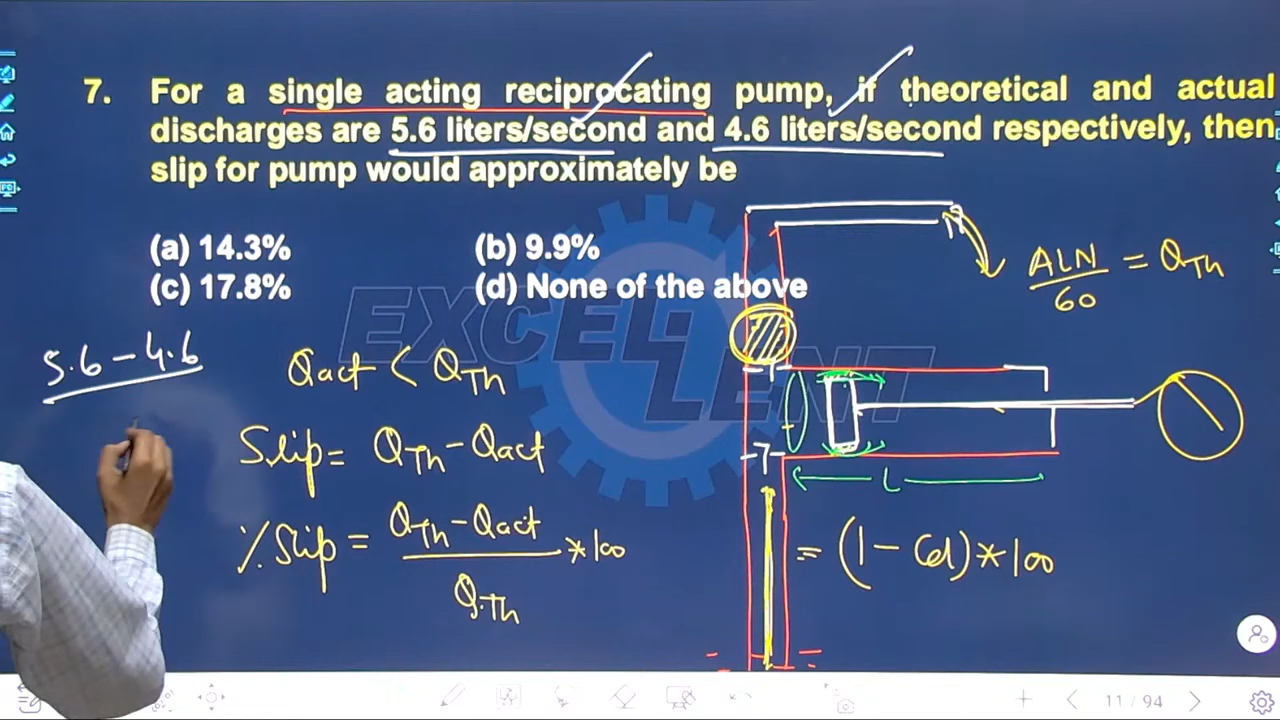 7. For a single acting reciprocating pump, if theoretical and actual
discharges are 5.6 liters/second and 4.6 liters/second respectively, then
slip for pump would approximately be
(a) 14.3% (b) 9.9%
(c) 17.8% (d) None of the above
EXCELLENT
ALN/60 = QTh
5.6 - 4.6
Qact < QTh
Slip = QTh - Qact
L
% Slip = (QTh - Qact)/QTh * 100 = (1 - Cd) * 100
11 / 94